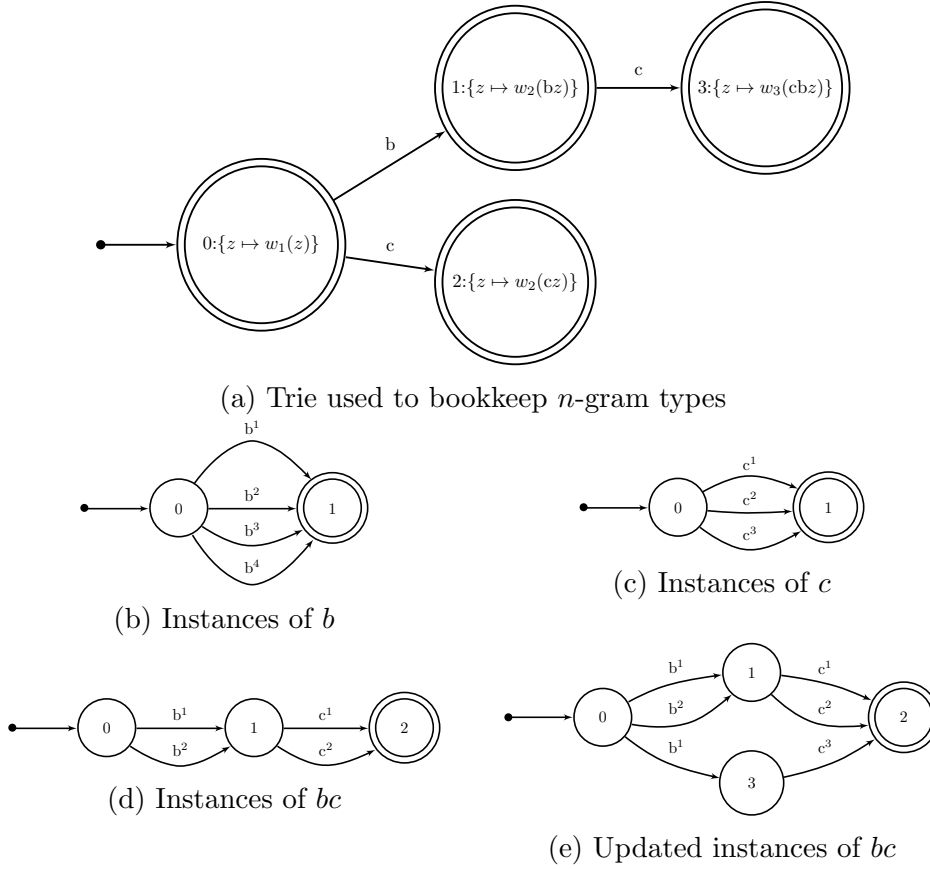 1:{z ↦ w₂(bz)}
c
3:{z ↦ w₃(cbz)}
b
0:{z ↦ w₁(z)}
c
2:{z ↦ w₂(cz)}
(a) Trie used to bookkeep n-gram types
b¹
0
b²
1
b³
b⁴
(b) Instances of b
c¹
0
c²
1
c³
(c) Instances of c
0
b¹
b²
1
c¹
c²
2
(d) Instances of bc
0
b¹
b²
b¹
1
3
c¹
c²
c³
2
(e) Updated instances of bc